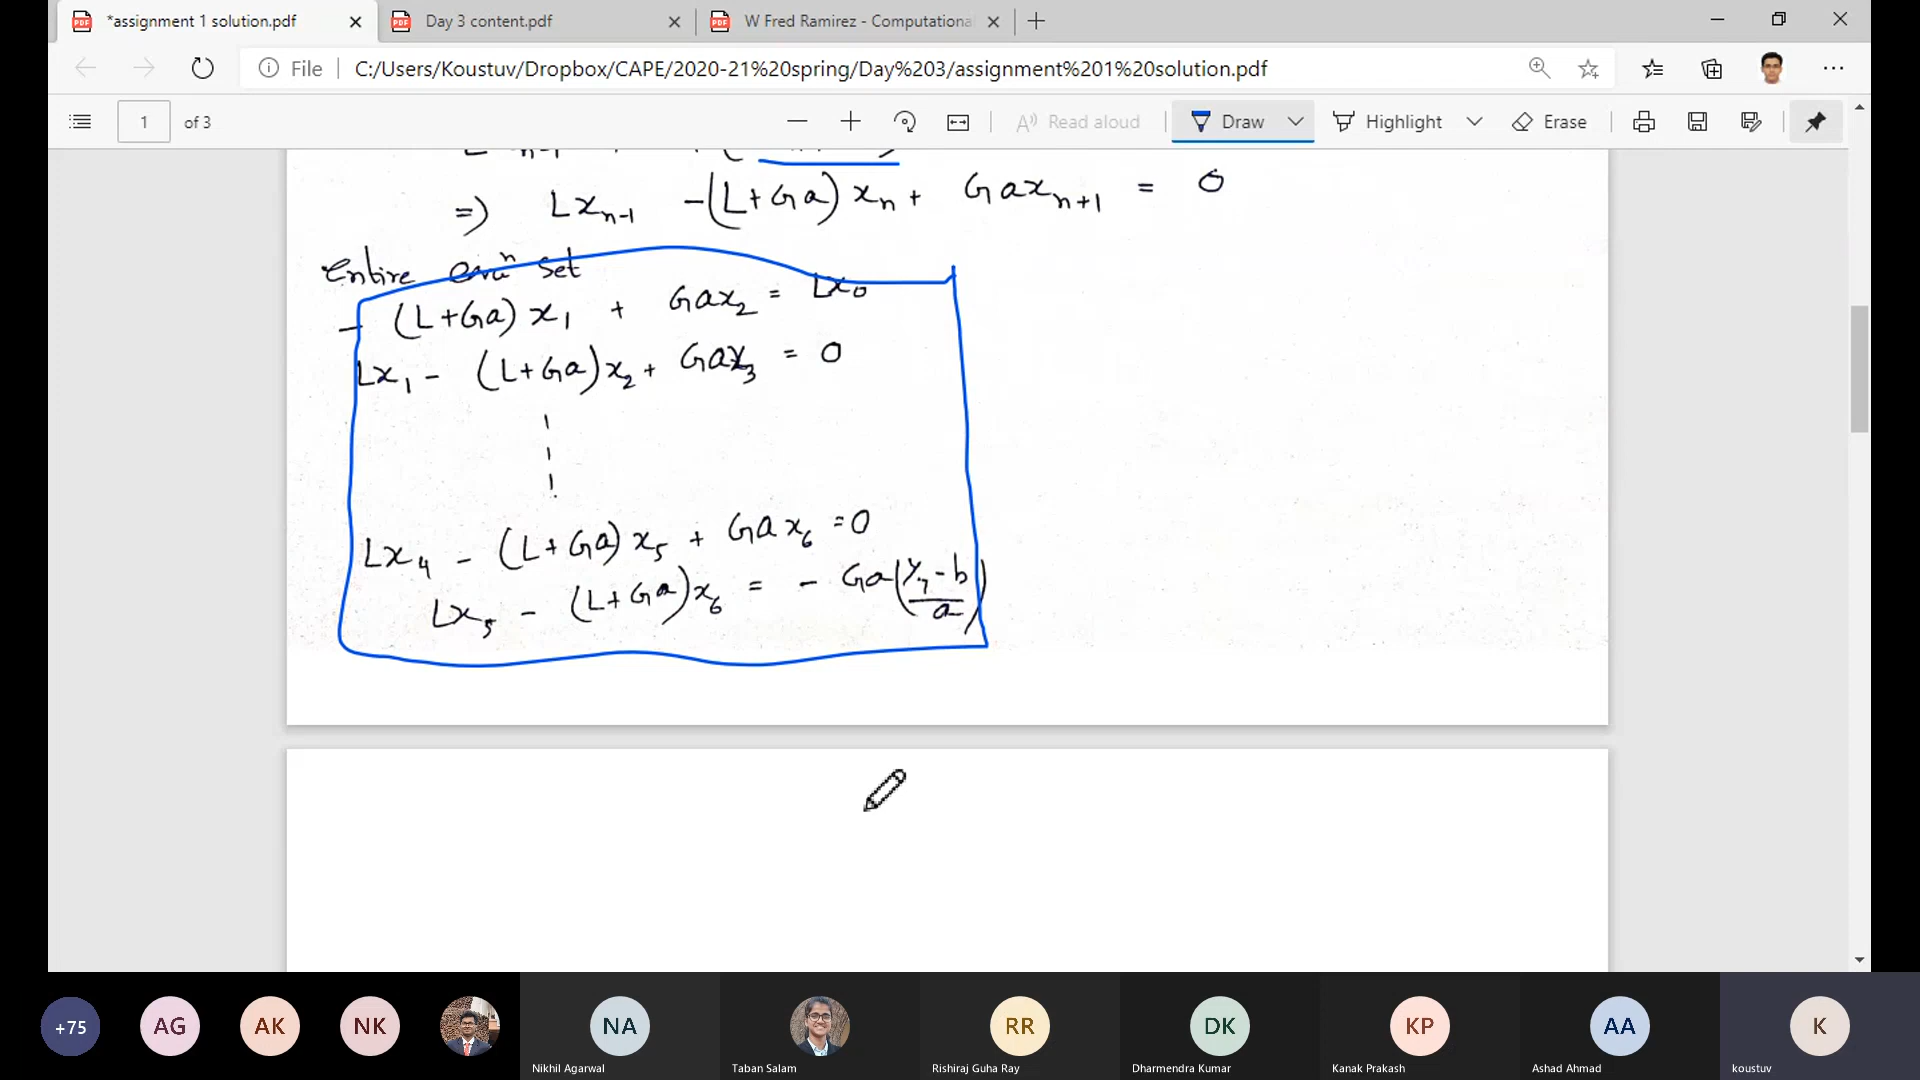 *assignment 1 solution.pdf
Day 3 content.pdf
W Fred Ramirez - Computational
File | C:/Users/Koustuv/Dropbox/CAPE/2020-21%20spring/Day%203/assignment%201%20solution.pdf
1 of 3
Read aloud
Draw
Highlight
Erase
=) Lx_{n-1} -(L+Ga) x_n + Gax_{n+1} = 0
Entire set
- (L+Ga) x_1 + Gax_2 = Lx_0
Lx_1 - (L+Ga)x_2 + Gax_3 = 0
Lx_4 - (L+Ga) x_5 + Gax_6 = 0
Lx_5 - (L+Ga)x_6 = - Ga(y_7-b/a)
+75
AG
AK
NK
NA
RR
DK
KP
AA
K
Nikhil Agarwal
Taban Salam
Rishiraj Guha Ray
Dharmendra Kumar
Kanak Prakash
Ashad Ahmad
koustuv